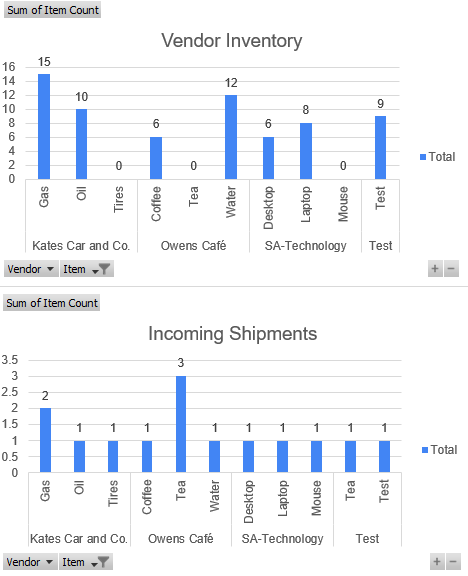 Sum of Item Count
Vendor Inventory
16
14
12
10
8
6
4
2
0
15
10
0
6
0
12
6
8
0
9
Gas
Oil
Tires
Coffee
Tea
Water
Desktop
Laptop
Mouse
Test
Kates Car and Co.
Owens Café
SA-Technology
Test
Total
Vendor
Item
+ −
Sum of Item Count
Incoming Shipments
3.5
3
2.5
2
1.5
1
0.5
0
2
1
1
1
3
1
1
1
1
1
1
Gas
Oil
Tires
Coffee
Tea
Water
Desktop
Laptop
Mouse
Tea
Test
Kates Car and Co.
Owens Café
SA-Technology
Test
Total
Vendor
Item
+ −